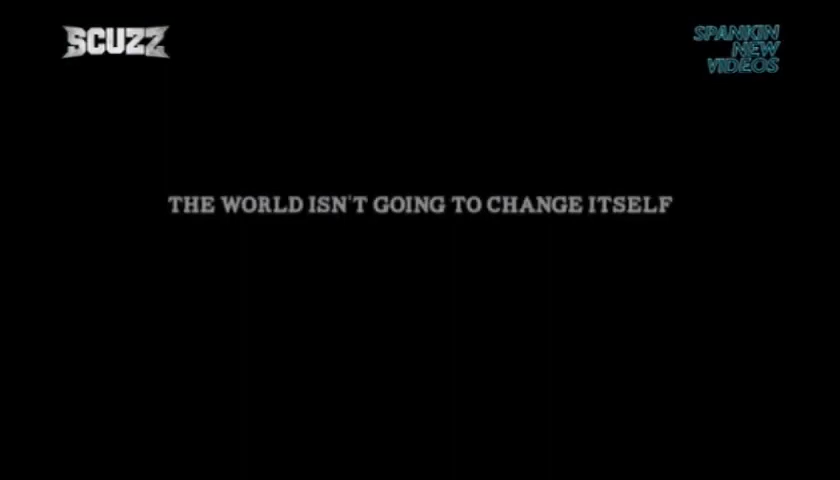 SCUZZ
SPANKIN
NEW
VIDEOS
THE WORLD ISN'T GOING TO CHANGE ITSELF